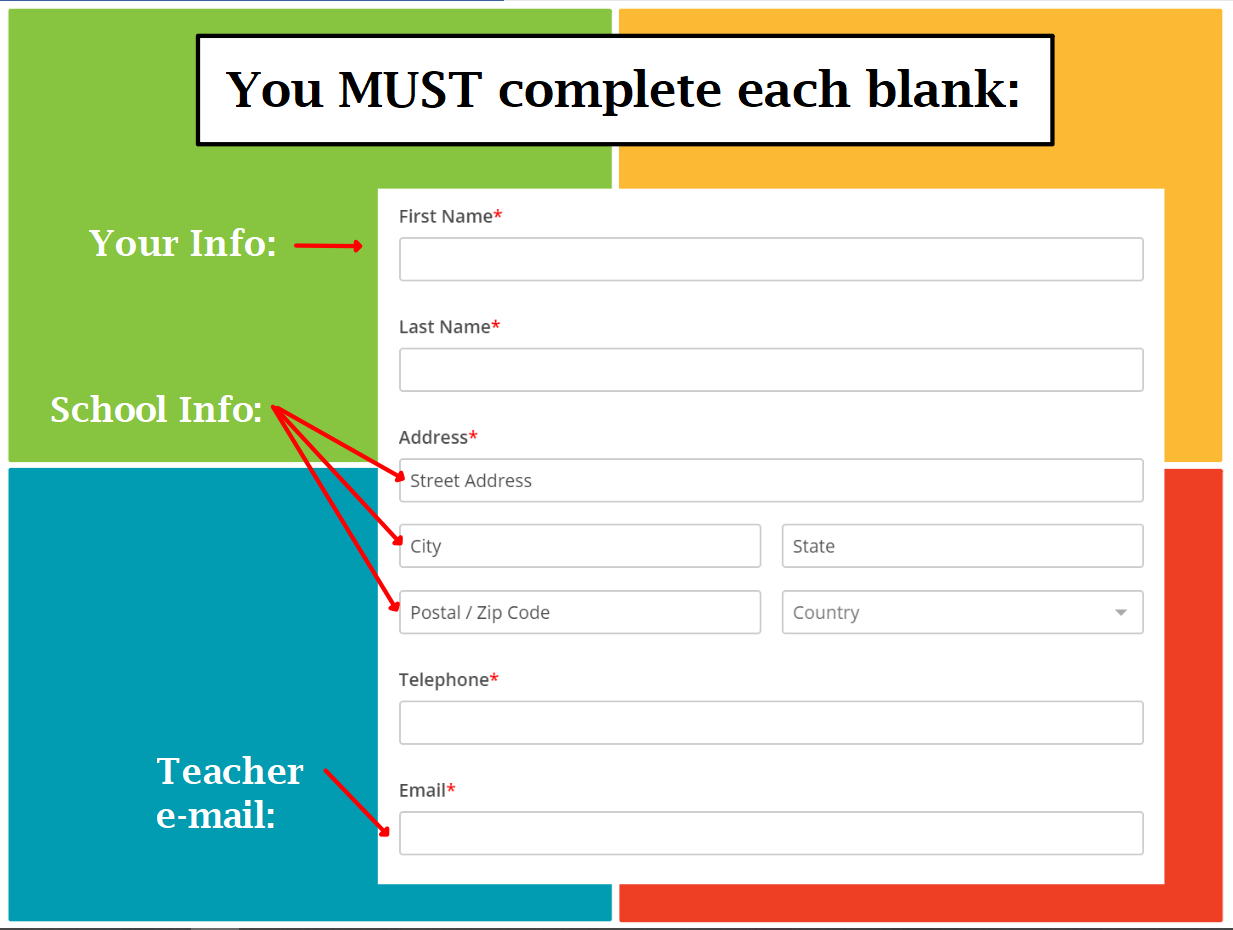 You MUST complete each blank:
Your Info:
First Name*
Last Name*
School Info:
Address*
Street Address
City
State
Postal / Zip Code
Country
Telephone*
Teacher
e-mail:
Email*